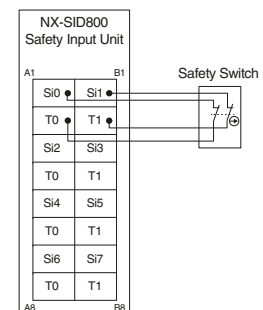 NX-SID800
Safety Input Unit
A1 B1
Safety Switch
Si0 Si1
T0 T1
Si2 Si3
T0 T1
Si4 Si5
T0 T1
Si6 Si7
T0 T1
A8 B8